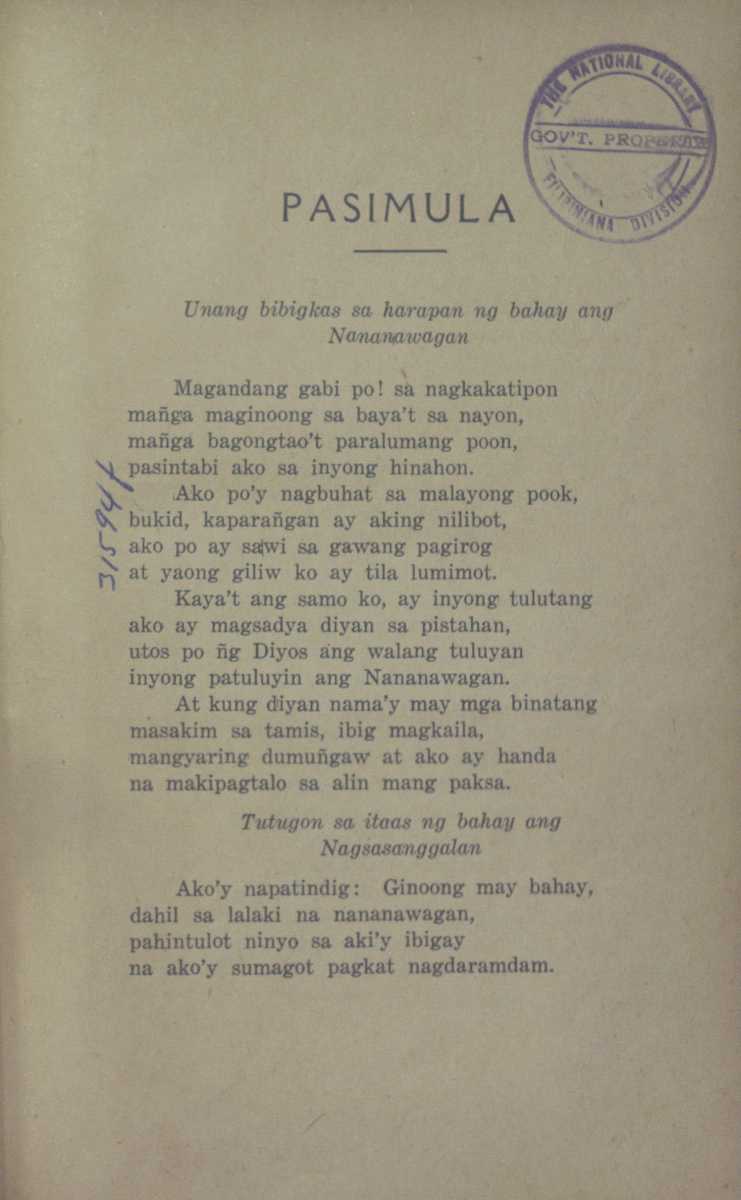 THE NATIONAL LIBRARY
GOV'T. PROPERTY
FILIPINIANA DIVISION
PASIMULA
Unang bibigkas sa harapan ng bahay ang
Nananawagan
Magandang gabi po! sa nagkakatipon
mañga maginoong sa baya't sa nayon,
mañga bagongtao't paralumang poon,
pasintabi ako sa inyong hinahon.
Ako po'y nagbuhat sa malayong pook,
bukid, kaparañgan ay aking nilibot,
ako po ay sawi sa gawang pagirog
at yaong giliw ko ay tila lumimot.
Kaya't ang samo ko, ay inyong tulutang
ako ay magsadya diyan sa pistahan,
utos po ñg Diyos ang walang tuluyan
inyong patuluyin ang Nananawagan.
At kung diyan nama'y may mga binatang
masakim sa tamis, ibig magkaila,
mangyaring dumuñgaw at ako ay handa
na makipagtalo sa alin mang paksa.
Tutugon sa itaas ng bahay ang
Nagsasanggalan
Ako'y napatindig: Ginoong may bahay,
dahil sa lalaki na nananawagan,
pahintulot ninyo sa aki'y ibigay
na ako'y sumagot pagkat nagdaramdam.